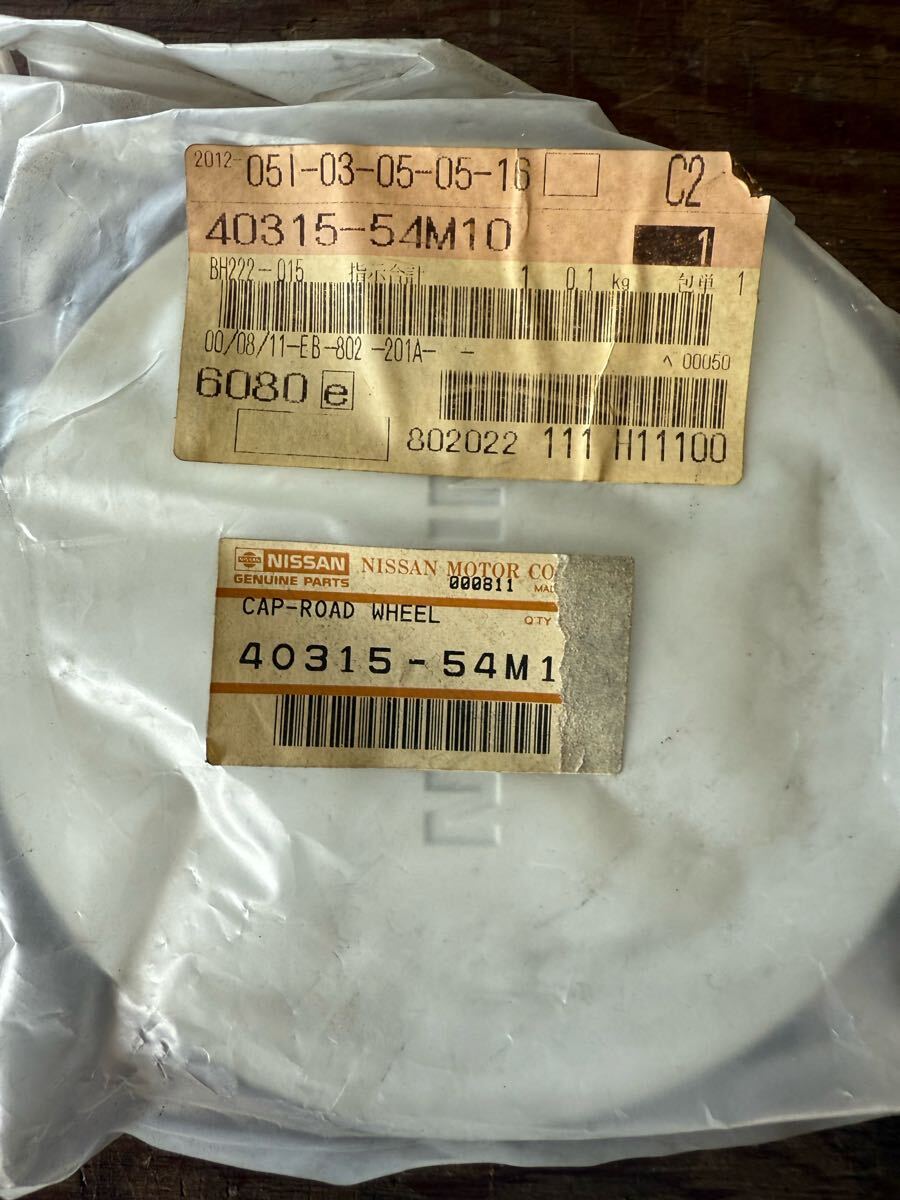 2012- 051-03-05-05-16 C2
40315-54M10 1
BH222-015 指示合計 1 0.1 kg 包単 1
00/08/11-EB-802 -201A- - ^ 00050
6080 e
802022 111 H11100
NISSAN NISSAN MOTOR CO
GENUINE PARTS 000811
CAP-ROAD WHEEL QTY
40315-54M1